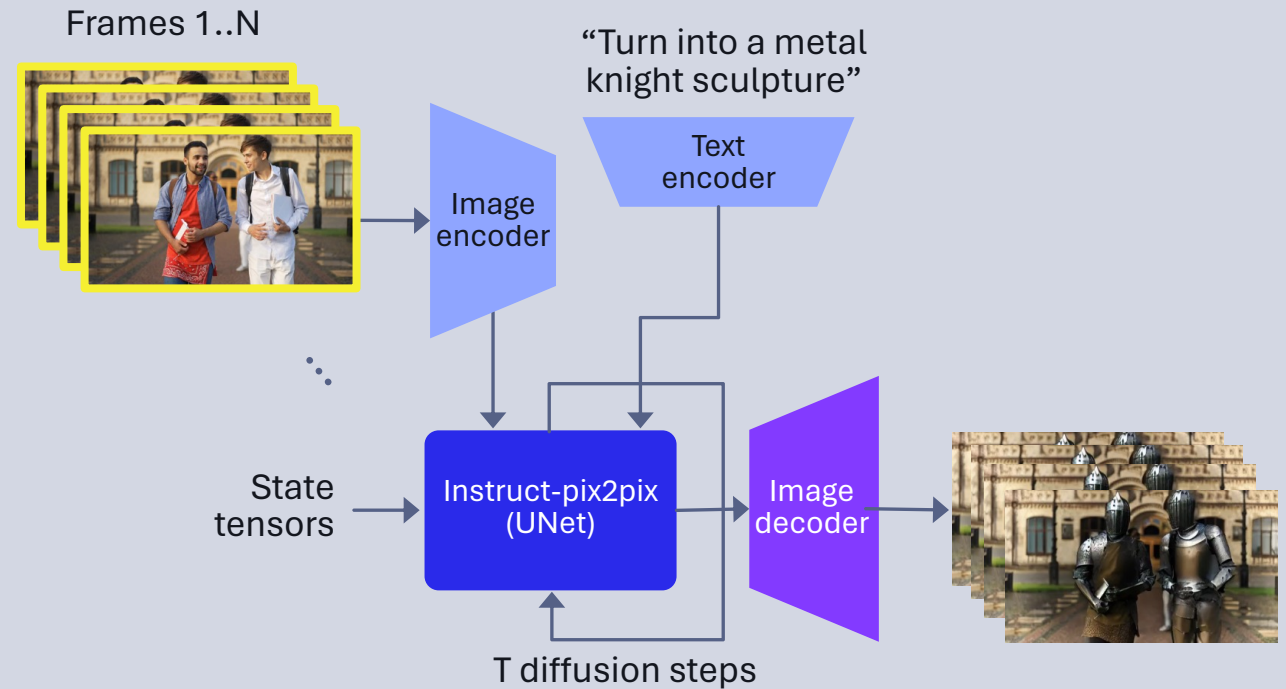 Frames 1..N
“Turn into a metal
knight sculpture”
Text
encoder
Image
encoder
State
tensors
Instruct-pix2pix
(UNet)
Image
decoder
T diffusion steps